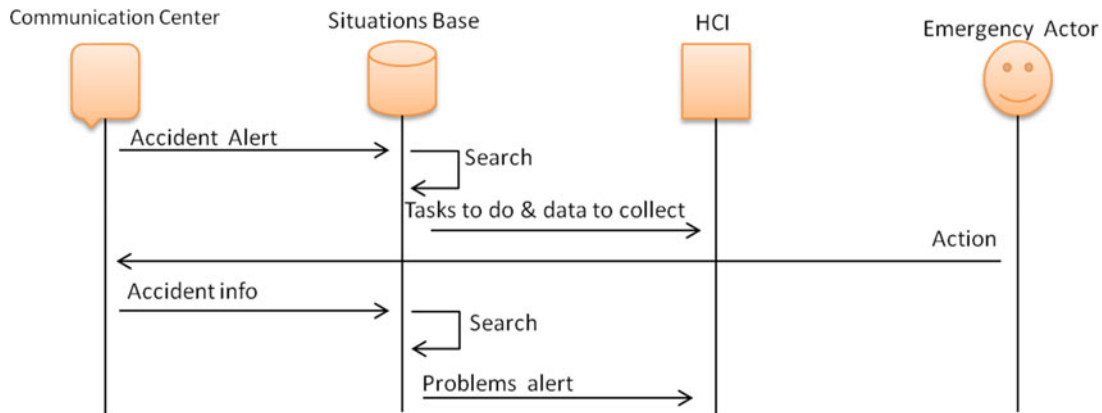 Communication Center
Situations Base
HCI
Emergency Actor
Accident Alert
Search
Tasks to do & data to collect
Action
Accident info
Search
Problems alert